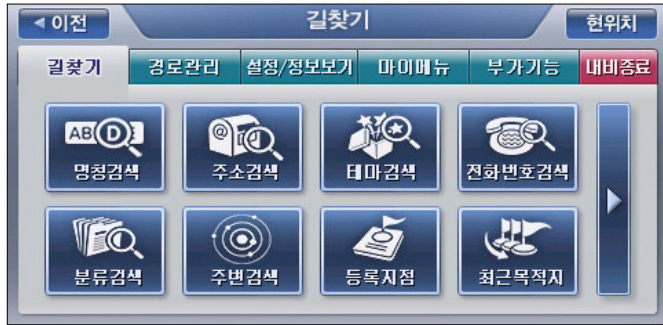 이전
길찾기
현위치
길찾기 경로관리 설정/정보보기 마이메뉴 부가기능 내비종료
ABCD E
명칭검색 주소검색 테마검색 전화번호검색
분류검색 주변검색 등록지점 최근목적지